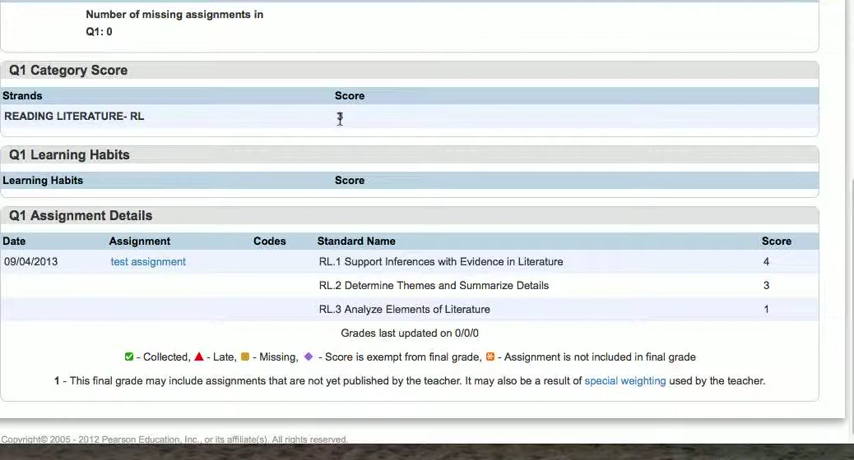 Number of missing assignments in
Q1: 0
Q1 Category Score
Strands Score
READING LITERATURE- RL 3
Q1 Learning Habits
Learning Habits Score
Q1 Assignment Details
Date Assignment Codes Standard Name Score
09/04/2013 test assignment RL.1 Support Inferences with Evidence in Literature 4
RL.2 Determine Themes and Summarize Details 3
RL.3 Analyze Elements of Literature 1
Grades last updated on 0/0/0
- Collected, - Late, - Missing, - Score is exempt from final grade, - Assignment is not included in final grade
1 - This final grade may include assignments that are not yet published by the teacher. It may also be a result of special weighting used by the teacher.
Copyright© 2005 - 2012 Pearson Education, Inc., or its affiliate(s). All rights reserved.